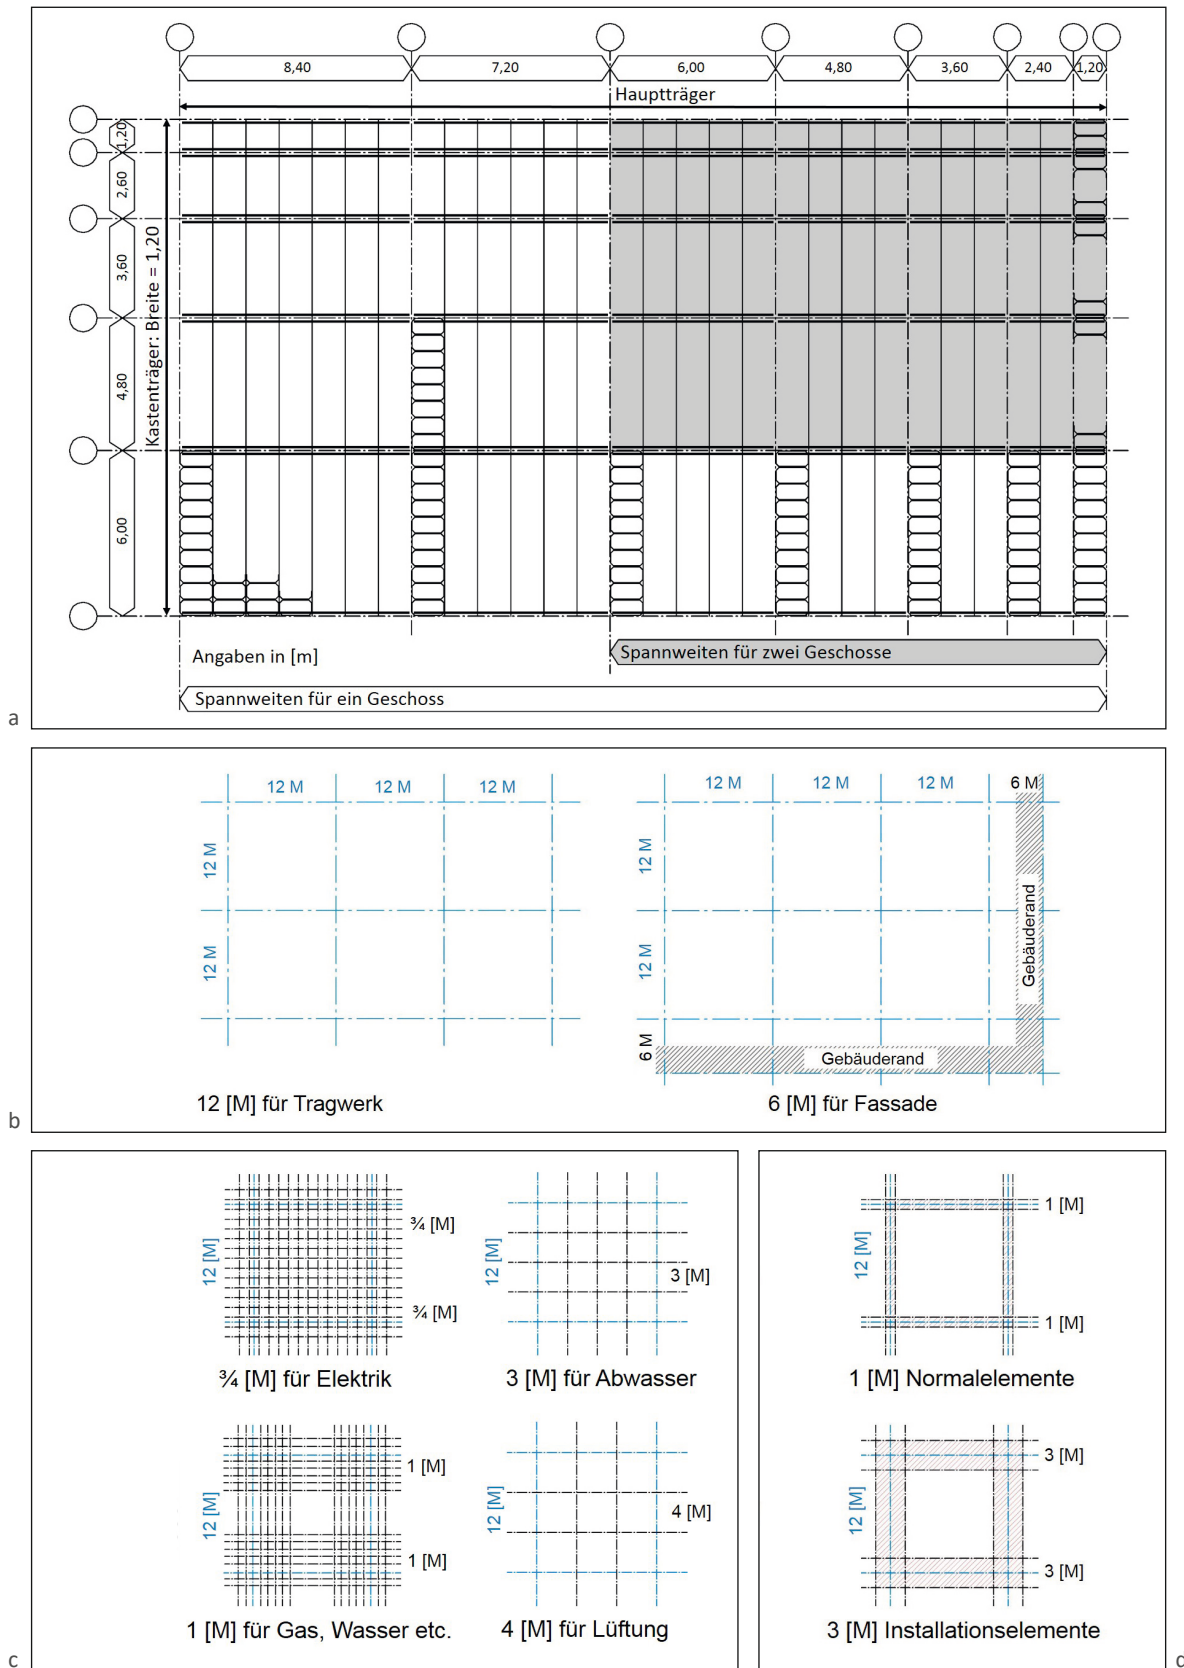 8,40
7,20
6,00
4,80
3,60
2,40
1,20
Hauptträger
1,20
2,60
3,60
4,80
6,00
Kastenträger: Breite = 1,20
Angaben in [m]
Spannweiten für zwei Geschosse
Spannweiten für ein Geschoss
a
12 M
12 M
12 M
12 M
12 M
12 [M] für Tragwerk
12 M
12 M
12 M
6 M
12 M
12 M
6 M
Gebäuderand
Gebäuderand
6 [M] für Fassade
b
12 [M]
¾ [M]
¾ [M]
¾ [M] für Elektrik
12 [M]
3 [M]
3 [M] für Abwasser
12 [M]
1 [M]
1 [M]
1 [M] für Gas, Wasser etc.
12 [M]
4 [M]
4 [M] für Lüftung
c
12 [M]
1 [M]
1 [M]
1 [M] Normalelemente
12 [M]
3 [M]
3 [M]
3 [M] Installationselemente
d